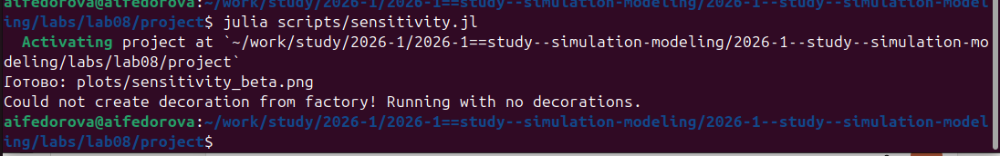 aifedorova@aifedorova:~/work/study/2026-1/2026-1==study--simulation-modeling/2026-1--study--simulation-model
ing/labs/lab08/project$ julia scripts/sensitivity.jl
  Activating project at `~/work/study/2026-1/2026-1==study--simulation-modeling/2026-1--study--simulation-mo
deling/labs/lab08/project`
Готово: plots/sensitivity_beta.png
Could not create decoration from factory! Running with no decorations.
aifedorova@aifedorova:~/work/study/2026-1/2026-1==study--simulation-modeling/2026-1--study--simulation-model
ing/labs/lab08/project$